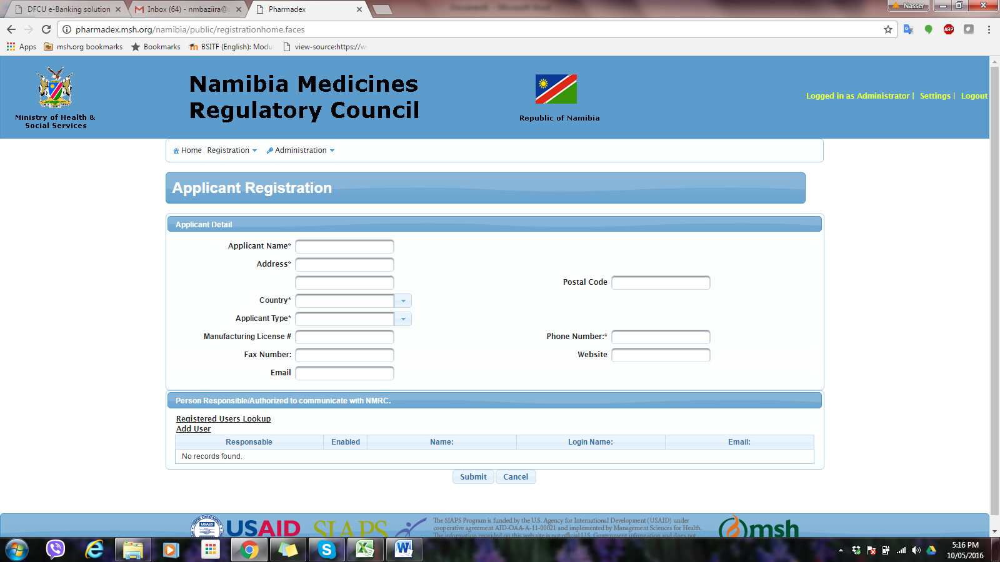 DFCU e-Banking solution
Inbox (64) - nmbaziira@
Pharmadex
Nasser
pharmadex.msh.org/namibia/public/registrationhome.faces
ABP
Apps
msh.org bookmarks
Bookmarks
BSITF (English): Modu
view-source:https://w
Ministry of Health &
Social Services
Namibia Medicines
Regulatory Council
Republic of Namibia
Logged in as Administrator | Settings | Logout
Home Registration Administration
Applicant Registration
Applicant Detail
Applicant Name*
Address*
Postal Code
Country*
Applicant Type*
Manufacturing License # Phone Number:*
Fax Number: Website
Email
Person Responsible/Authorized to communicate with NMRC.
Registered Users Lookup
Add User
Responsable Enabled Name: Login Name: Email:
No records found.
Submit Cancel
USAID
SIAPS
The SIAPS Program is funded by the U.S. Agency for International Development (USAID) under
cooperative agreement AID-OAA-A-11-00021 and implemented by Management Sciences for Health.
The information provided on this web site is not official U.S. Government information and does not
msh
5:16 PM
10/05/2016